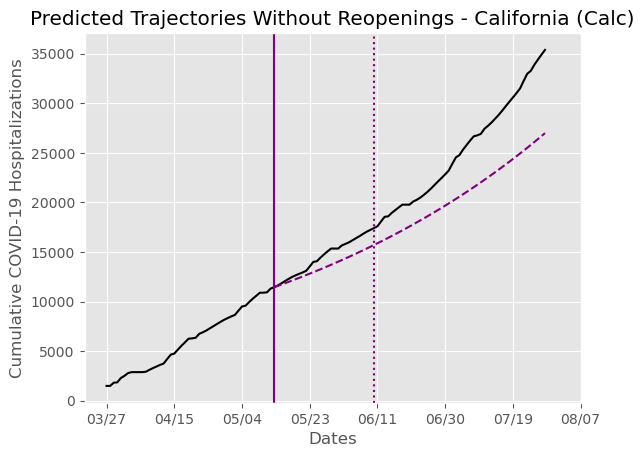 Predicted Trajectories Without Reopenings - California (Calc)
Cumulative COVID-19 Hospitalizations
35000
30000
25000
20000
15000
10000
5000
0
03/27 04/15 05/04 05/23 06/11 06/30 07/19 08/07
Dates